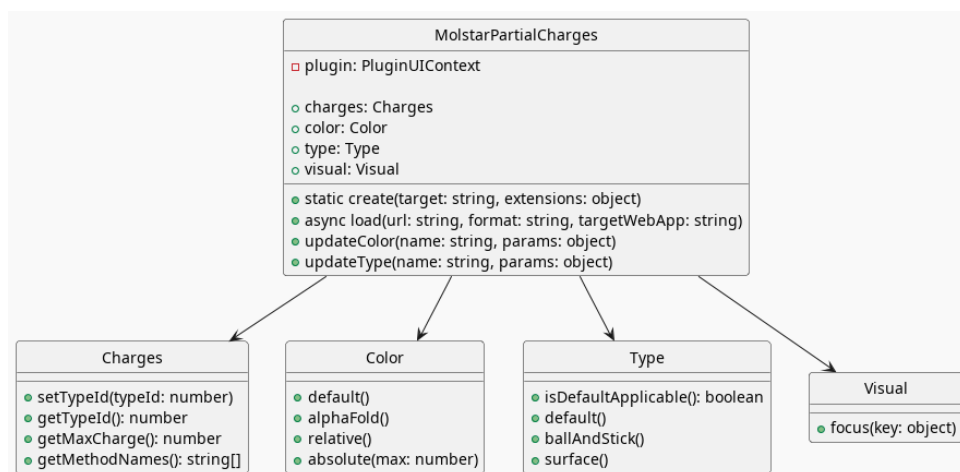 MolstarPartialCharges
plugin: PluginUIContext
charges: Charges
color: Color
type: Type
visual: Visual
static create(target: string, extensions: object)
async load(url: string, format: string, targetWebApp: string)
updateColor(name: string, params: object)
updateType(name: string, params: object)
Charges
setTypeId(typeId: number)
getTypeId(): number
getMaxCharge(): number
getMethodNames(): string[]
Color
default()
alphaFold()
relative()
absolute(max: number)
Type
isDefaultApplicable(): boolean
default()
ballAndStick()
surface()
Visual
focus(key: object)